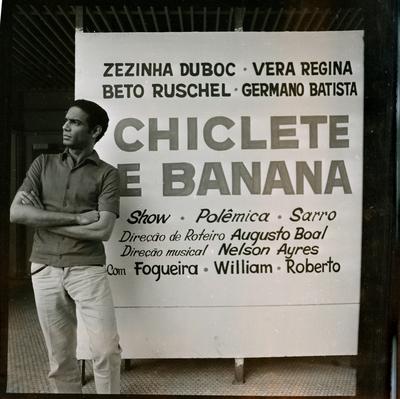 ZEZINHA DUBOC · VERA REGINA
BETO RUSCHEL · GERMANO BATISTA
CHICLETE
E BANANA
Show · Polêmica · Sarro
Direção de Roteiro Augusto Boal
Direção musical Nelson Ayres
Com Fogueira · William · Roberto